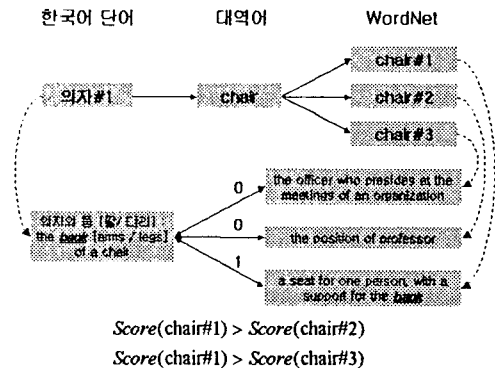 한국어 단어 대역어 WordNet
chair#1
의자#1 chair chair#2
chair#3
the officer who presides at the
meetings of an organization
0
의자의 등 [팔/다리] :
the back [arms / legs]
of a chair
0
the position of professor
1
a seat for one person, with a
support for the back
Score(chair#1) > Score(chair#2)
Score(chair#1) > Score(chair#3)